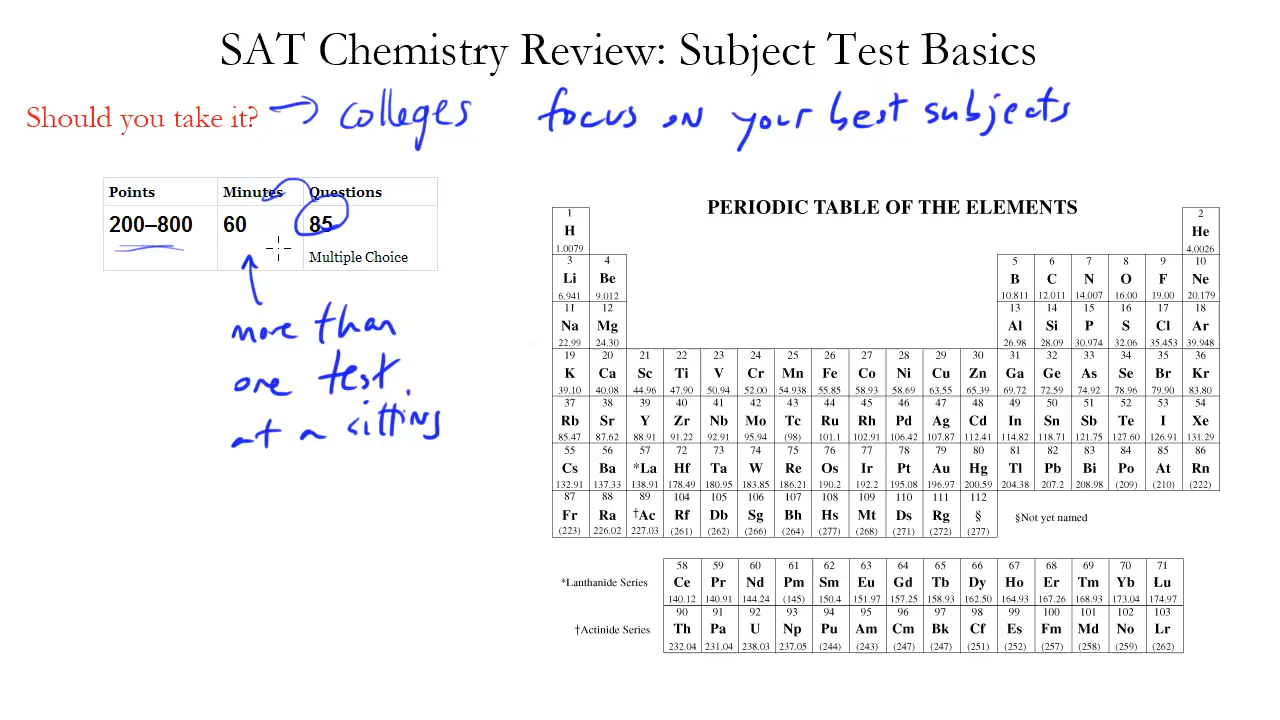 SAT Chemistry Review: Subject Test Basics
Should you take it? → colleges focus on your best subjects
Points Minutes Questions
200–800 60 85
Multiple Choice
more than
one test
at a sitting
PERIODIC TABLE OF THE ELEMENTS
1 2
H He
1.0079 4.0026
3 4 5 6 7 8 9 10
Li Be B C N O F Ne
6.941 9.012 10.811 12.011 14.007 16.00 19.00 20.179
11 12 13 14 15 16 17 18
Na Mg Al Si P S Cl Ar
22.99 24.30 26.98 28.09 30.974 32.06 35.453 39.948
19 20 21 22 23 24 25 26 27 28 29 30 31 32 33 34 35 36
K Ca Sc Ti V Cr Mn Fe Co Ni Cu Zn Ga Ge As Se Br Kr
39.10 40.08 44.96 47.90 50.94 52.00 54.938 55.85 58.93 58.69 63.55 65.39 69.72 72.59 74.92 78.96 79.90 83.80
37 38 39 40 41 42 43 44 45 46 47 48 49 50 51 52 53 54
Rb Sr Y Zr Nb Mo Tc Ru Rh Pd Ag Cd In Sn Sb Te I Xe
85.47 87.62 88.91 91.22 92.91 95.94 (98) 101.1 102.91 106.42 107.87 112.41 114.82 118.71 121.75 127.60 126.91 131.29
55 56 57 72 73 74 75 76 77 78 79 80 81 82 83 84 85 86
Cs Ba *La Hf Ta W Re Os Ir Pt Au Hg Tl Pb Bi Po At Rn
132.91 137.33 138.91 178.49 180.95 183.85 186.21 190.2 192.2 195.08 196.97 200.59 204.38 207.2 208.98 (209) (210) (222)
87 88 89 104 105 106 107 108 109 110 111 112
Fr Ra †Ac Rf Db Sg Bh Hs Mt Ds Rg §
(223) 226.02 227.03 (261) (262) (266) (264) (277) (268) (271) (272) (277)
§Not yet named
58 59 60 61 62 63 64 65 66 67 68 69 70 71
*Lanthanide Series Ce Pr Nd Pm Sm Eu Gd Tb Dy Ho Er Tm Yb Lu
140.12 140.91 144.24 (145) 150.4 151.97 157.25 158.93 162.50 164.93 167.26 168.93 173.04 174.97
90 91 92 93 94 95 96 97 98 99 100 101 102 103
†Actinide Series Th Pa U Np Pu Am Cm Bk Cf Es Fm Md No Lr
232.04 231.04 238.03 237.05 (244) (243) (247) (247) (251) (252) (257) (258) (259) (262)